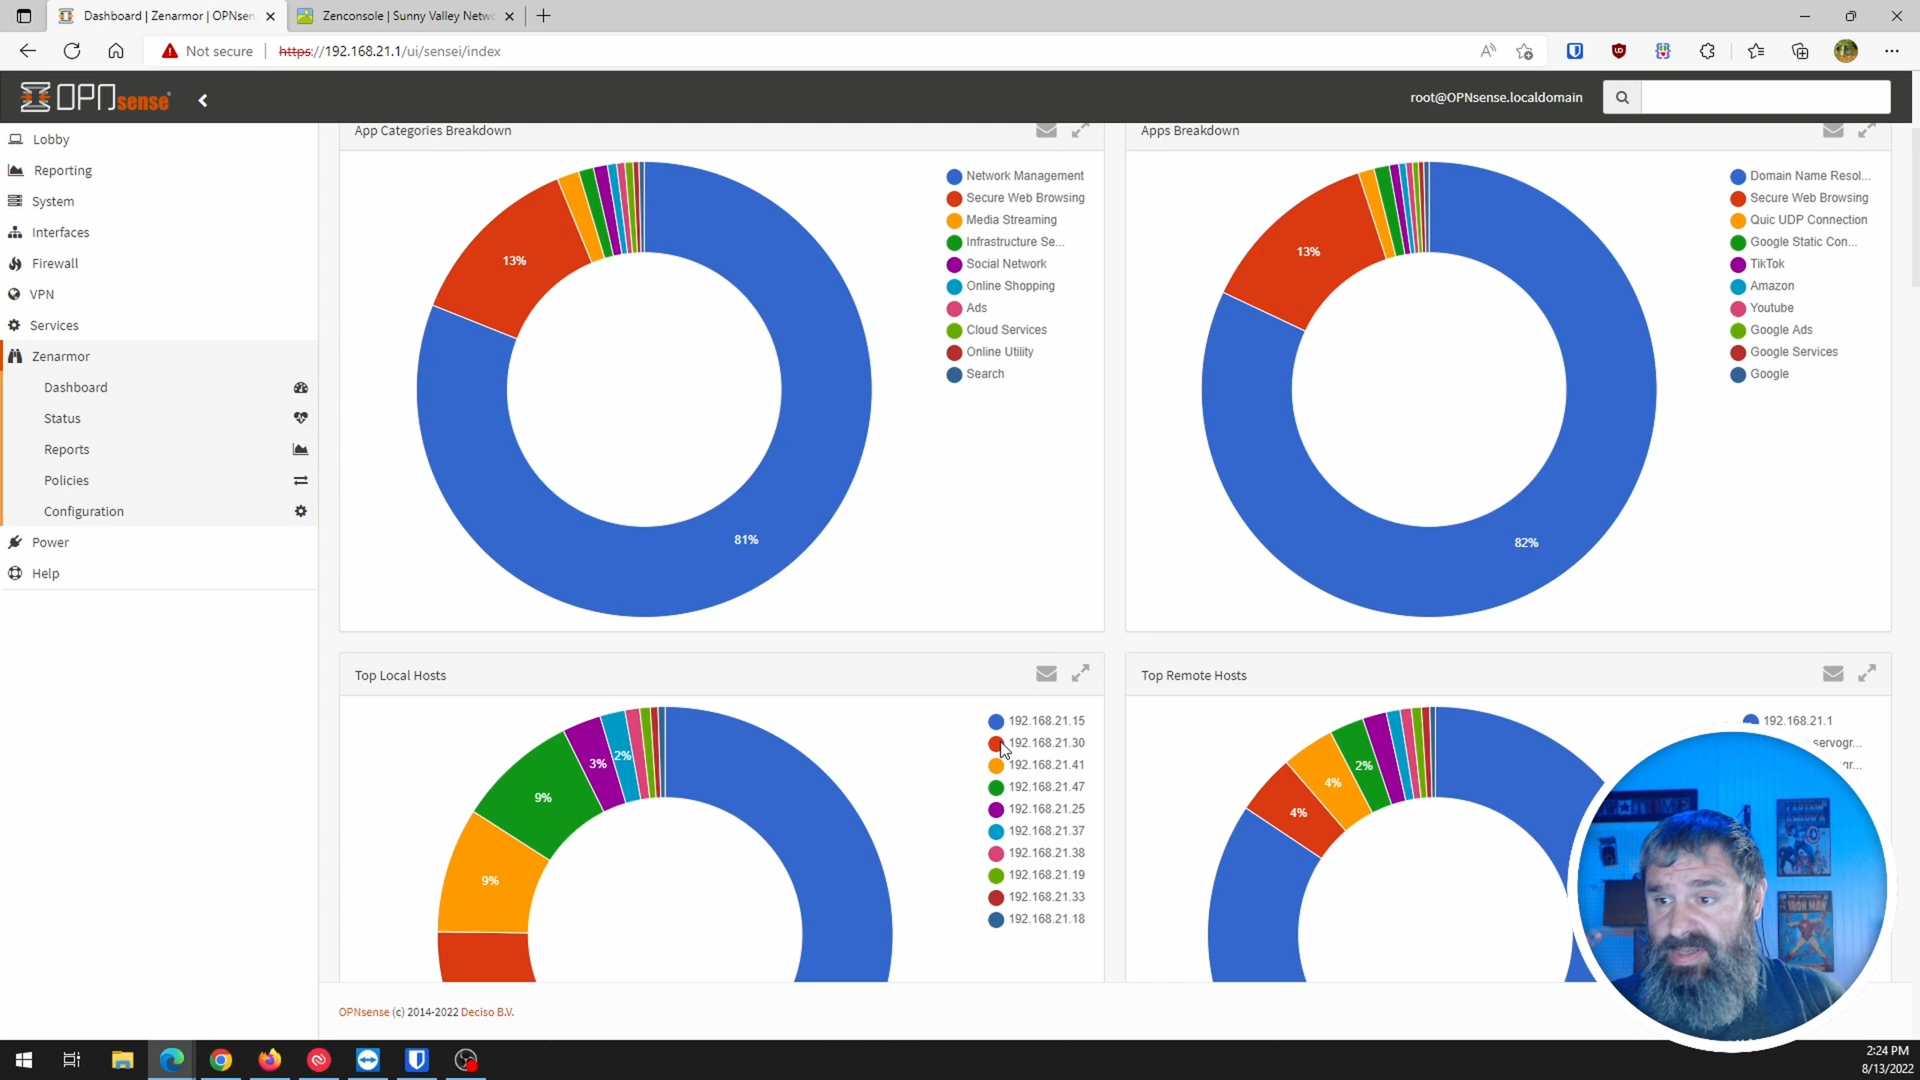 Dashboard | Zenarmor | OPNsen
Zenconsole | Sunny Valley Netwo
Not secure
https://192.168.21.1/ui/sensei/index
OPNsense
root@OPNsense.localdomain
Lobby
Reporting
System
Interfaces
Firewall
VPN
Services
Zenarmor
Dashboard
Status
Reports
Policies
Configuration
Power
Help
App Categories Breakdown
13%
81%
Network Management
Secure Web Browsing
Media Streaming
Infrastructure Se...
Social Network
Online Shopping
Ads
Cloud Services
Online Utility
Search
Apps Breakdown
13%
82%
Domain Name Resol...
Secure Web Browsing
Quic UDP Connection
Google Static Con...
TikTok
Amazon
Youtube
Google Ads
Google Services
Google
Top Local Hosts
9%
9%
3%
2%
192.168.21.15
192.168.21.30
192.168.21.41
192.168.21.47
192.168.21.25
192.168.21.37
192.168.21.38
192.168.21.19
192.168.21.33
192.168.21.18
Top Remote Hosts
4%
4%
2%
192.168.21.1
servogr...
CAPTAIN
IRON MAN
OPNsense (c) 2014-2022 Deciso B.V.
2:24 PM
8/13/2022